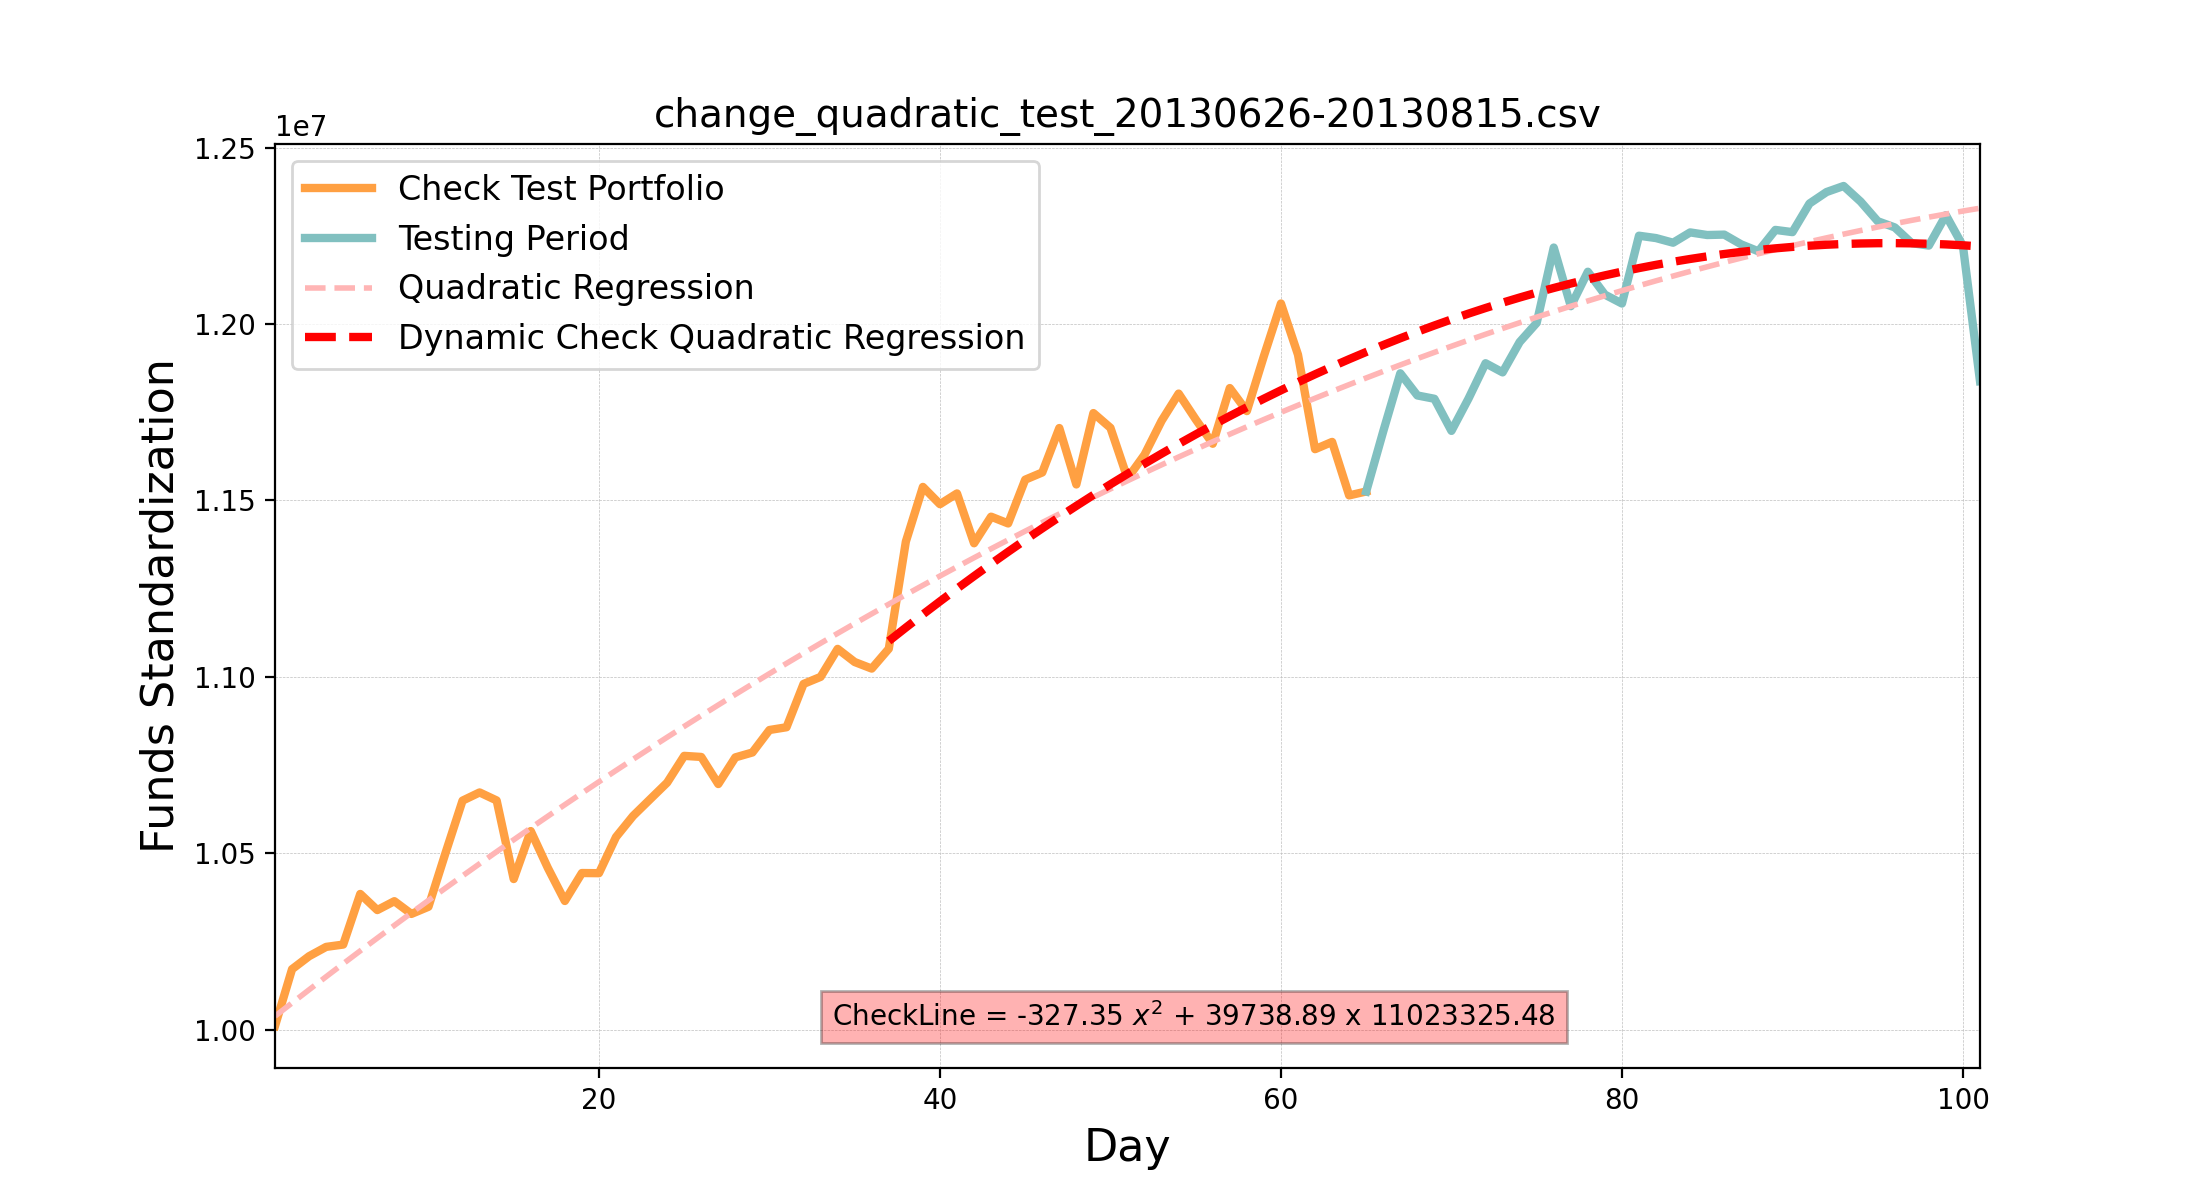 change_quadratic_test_20130626-20130815.csv
1e7
1.25
1.20
1.15
1.10
1.05
1.00
Funds Standardization
Check Test Portfolio
Testing Period
Quadratic Regression
Dynamic Check Quadratic Regression
CheckLine = -327.35 x² + 39738.89 x 11023325.48
20 40 60 80 100
Day